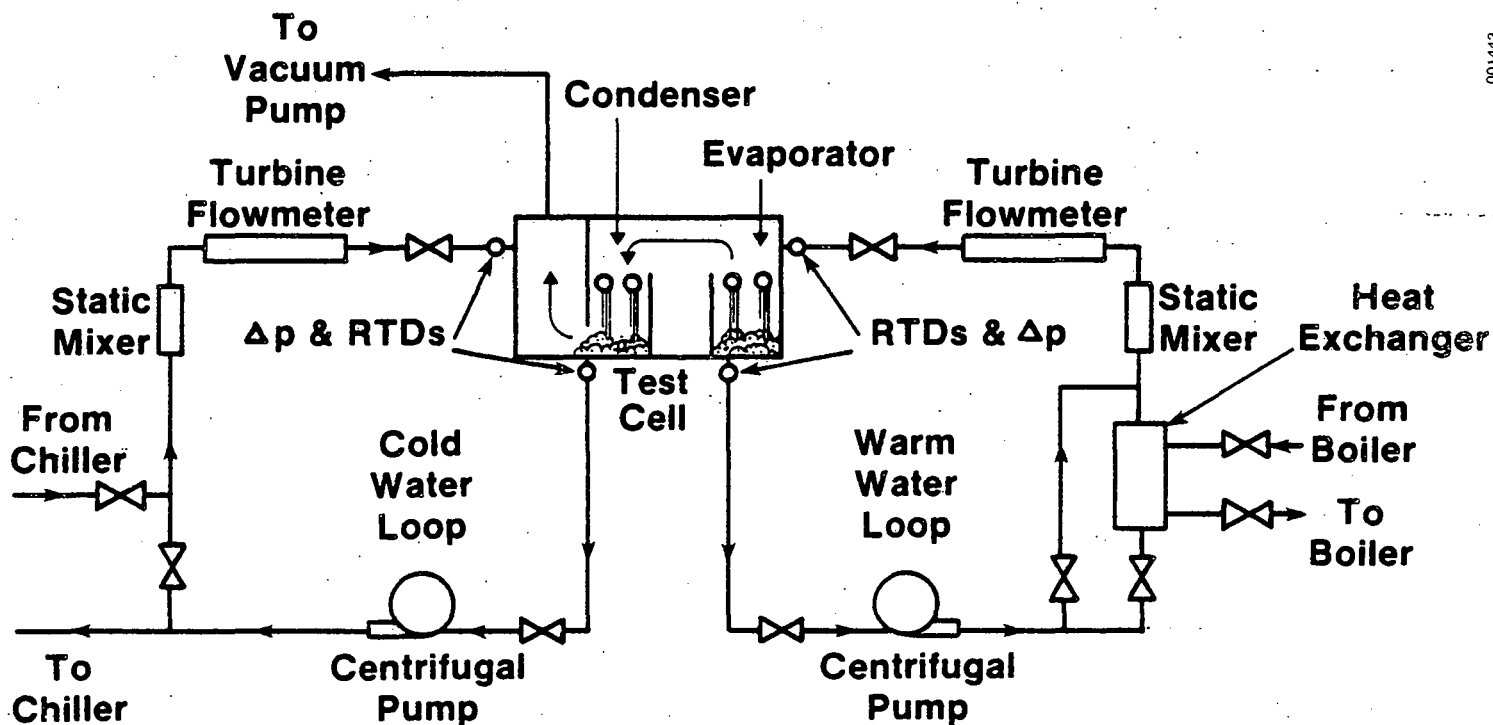 To
Vacuum
Pump
Condenser
Evaporator
Turbine
Flowmeter
Turbine
Flowmeter
Static
Mixer
Δp & RTDs
RTDs & Δp
Static
Mixer
Heat
Exchanger
Test
Cell
From
Chiller
Cold
Water
Loop
Warm
Water
Loop
From
Boiler
To
Boiler
To
Chiller
Centrifugal
Pump
Centrifugal
Pump
001443